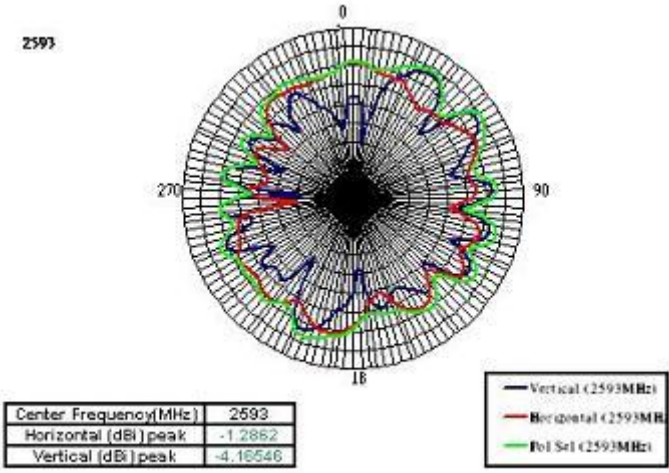 0
2593
270
90
18
Center Frequency(MHz) 2593
Horizontal (dBi)peak -1.2862
Vertical (dBi)peak -4.16546
Vertical (2593MHz)
Horizontal (2593MH
Pol Sel (2593MHz)